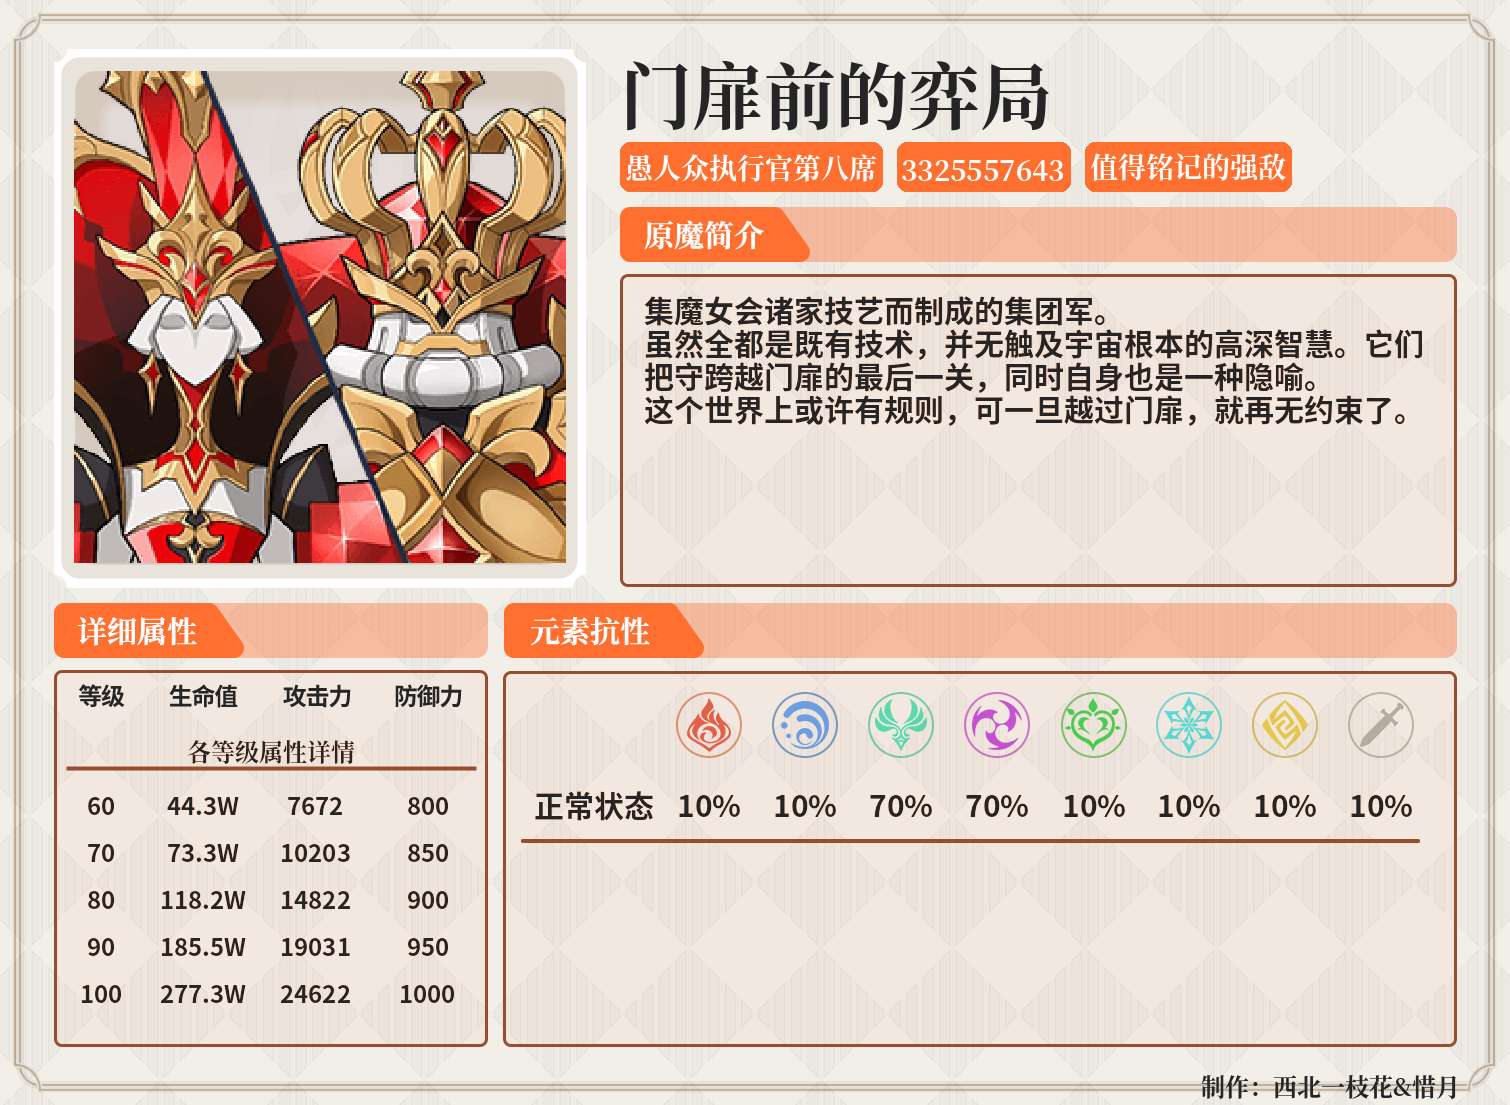 门扉前的弈局
愚人众执行官第八席 3325557643 值得铭记的强敌
原魔简介
集魔女会诸家技艺而制成的集团军。
虽然全都是既有技术，并无触及宇宙根本的高深智慧。它们
把守跨越门扉的最后一关，同时自身也是一种隐喻。
这个世界上或许有规则，可一旦越过门扉，就再无约束了。
详细属性
等级 生命值 攻击力 防御力
各等级属性详情
60 44.3W 7672 800
70 73.3W 10203 850
80 118.2W 14822 900
90 185.5W 19031 950
100 277.3W 24622 1000
元素抗性
正常状态 10% 10% 70% 70% 10% 10% 10% 10%
制作：西北一枝花&惜月